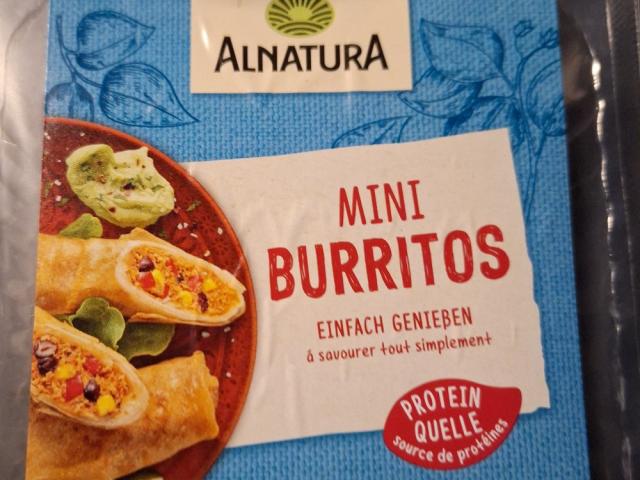 ALNATURA
MINI
BURRITOS
EINFACH GENIEẞEN
à savourer tout simplement
PROTEIN
QUELLE
source de protéines